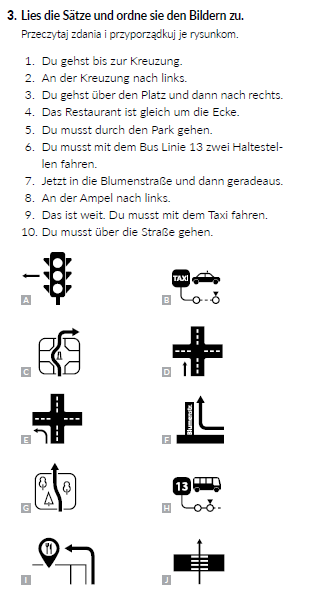 3. Lies die Sätze und ordne sie den Bildern zu.
Przeczytaj zdania i przyporządkuj je rysunkom.
1. Du gehst bis zur Kreuzung.
2. An der Kreuzung nach links.
3. Du gehst über den Platz und dann nach rechts.
4. Das Restaurant ist gleich um die Ecke.
5. Du musst durch den Park gehen.
6. Du musst mit dem Bus Linie 13 zwei Haltestel-
len fahren.
7. Jetzt in die Blumenstraße und dann geradeaus.
8. An der Ampel nach links.
9. Das ist weit. Du musst mit dem Taxi fahren.
10. Du musst über die Straße gehen.
A
TAXI
B
C
D
E
Blumenstr.
F
G
13
H
I
J